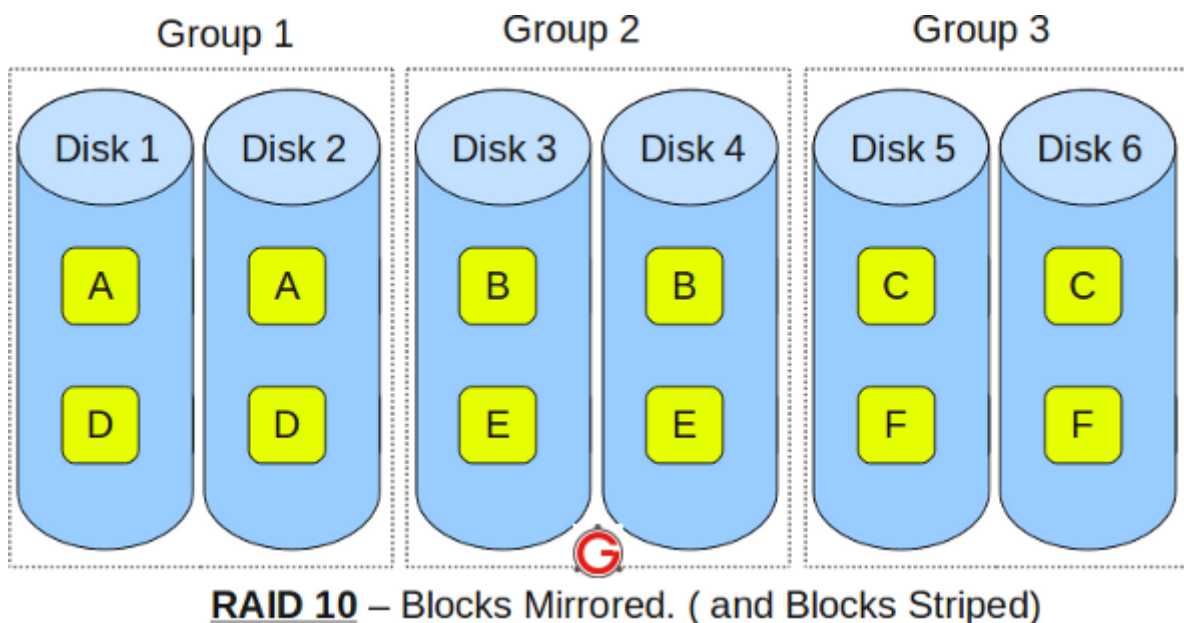 Group 1 Group 2 Group 3
Disk 1 Disk 2 Disk 3 Disk 4 Disk 5 Disk 6
A A B B C C
D D E E F F
G
RAID 10 – Blocks Mirrored. ( and Blocks Striped)